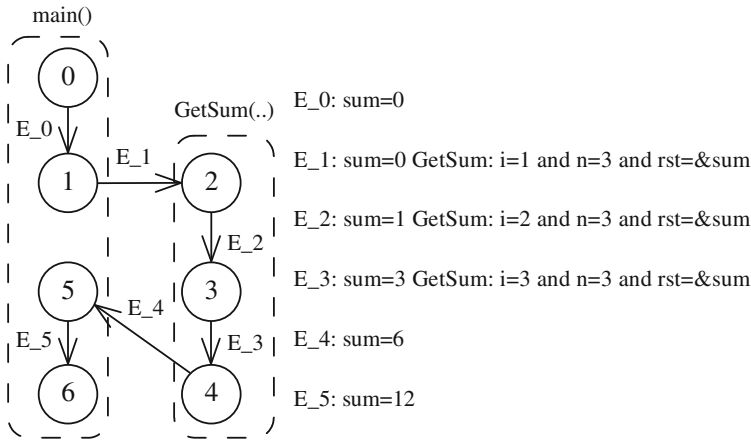 main()
0
GetSum(..)
E_0: sum=0
E_0
E_1
E_1: sum=0 GetSum: i=1 and n=3 and rst=&sum
1
2
E_2: sum=1 GetSum: i=2 and n=3 and rst=&sum
E_2
E_3: sum=3 GetSum: i=3 and n=3 and rst=&sum
5
3
E_4
E_5
E_3
E_4: sum=6
6
4
E_5: sum=12